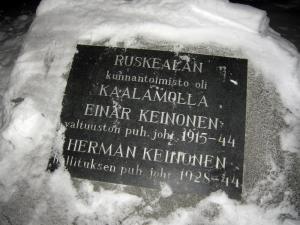 RUSKEALAN
kunnantoimisto oli
KAALAMOLLA
EINAR KEINONEN
valtuuston puh. joht. 1915-44
HERMAN KEINONEN
hallituksen puh. joht. 1928-44